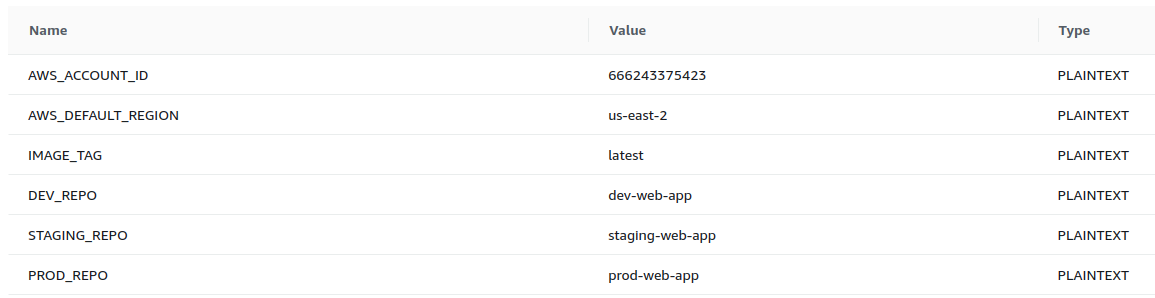 Name Value Type
AWS_ACCOUNT_ID 666243375423 PLAINTEXT
AWS_DEFAULT_REGION us-east-2 PLAINTEXT
IMAGE_TAG latest PLAINTEXT
DEV_REPO dev-web-app PLAINTEXT
STAGING_REPO staging-web-app PLAINTEXT
PROD_REPO prod-web-app PLAINTEXT